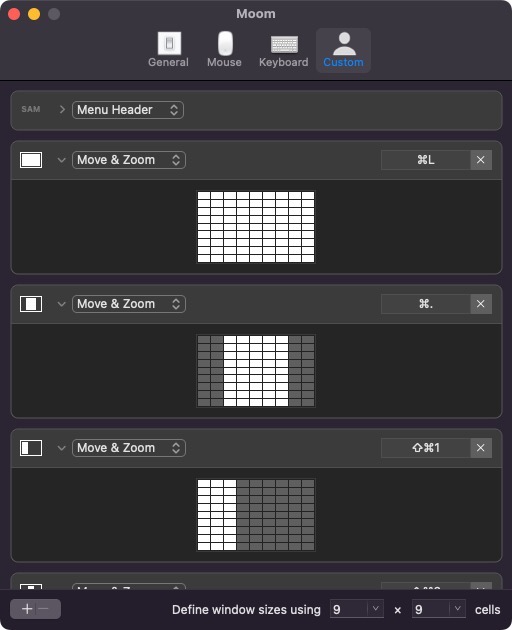 Moom
General Mouse Keyboard Custom
SAM Menu Header
Move & Zoom ⌘L
Move & Zoom ⌘.
Move & Zoom ⇧⌘1
Define window sizes using 9 × 9 cells